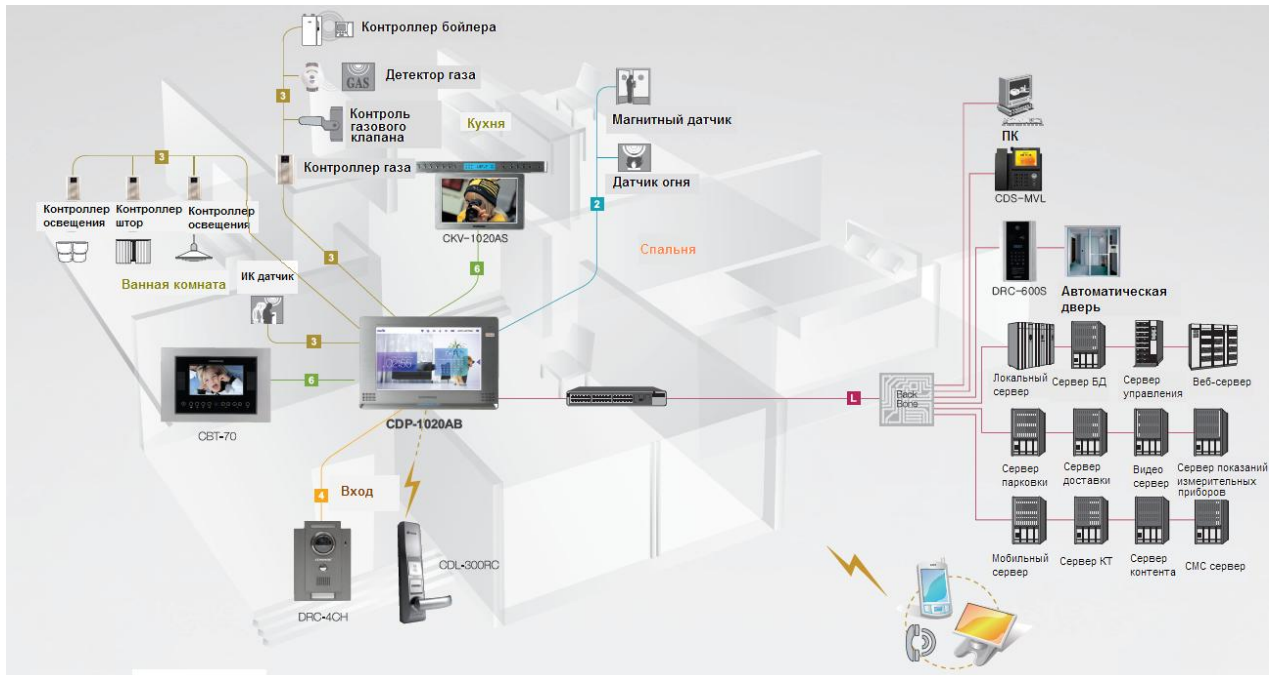 Контроллер бойлера
Детектор газа
GAS
3
Контроль
газового
клапана
Кухня
Контроллер газа
CKV-1020AS
Магнитный датчик
Датчик огня
2
3
Контроллер
освещения
Контроллер
штор
Контроллер
освещения
Ванная комната
ИК датчик
3
3
6
6
Спальня
CBT-70
CDP-1020AB
4
Вход
DRC-4CH
CDL-300RC
L
Back
Bone
ПК
CDS-MVL
DRC-600S
Автоматическая
дверь
Локальный
сервер
Сервер БД
Сервер
управления
Веб-сервер
Сервер
парковки
Сервер
доставки
Видео
сервер
Сервер показаний
измерительных
приборов
Мобильный
сервер
Сервер КТ
Сервер
контента
СМС сервер